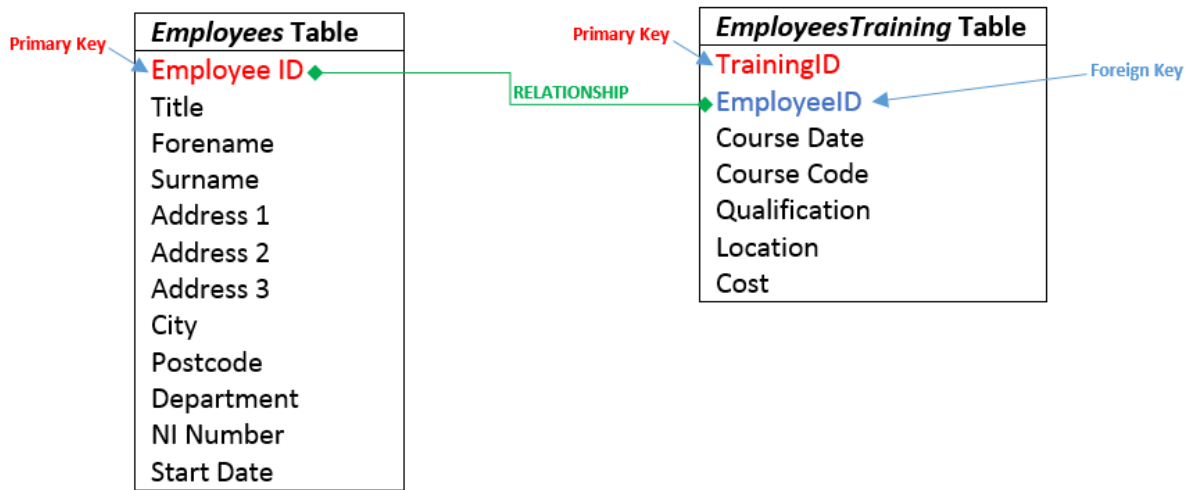 Primary Key
Employees Table
Employee ID
Title
Forename
Surname
Address 1
Address 2
Address 3
City
Postcode
Department
NI Number
Start Date
RELATIONSHIP
Primary Key
EmployeesTraining Table
TrainingID
EmployeeID
Course Date
Course Code
Qualification
Location
Cost
Foreign Key